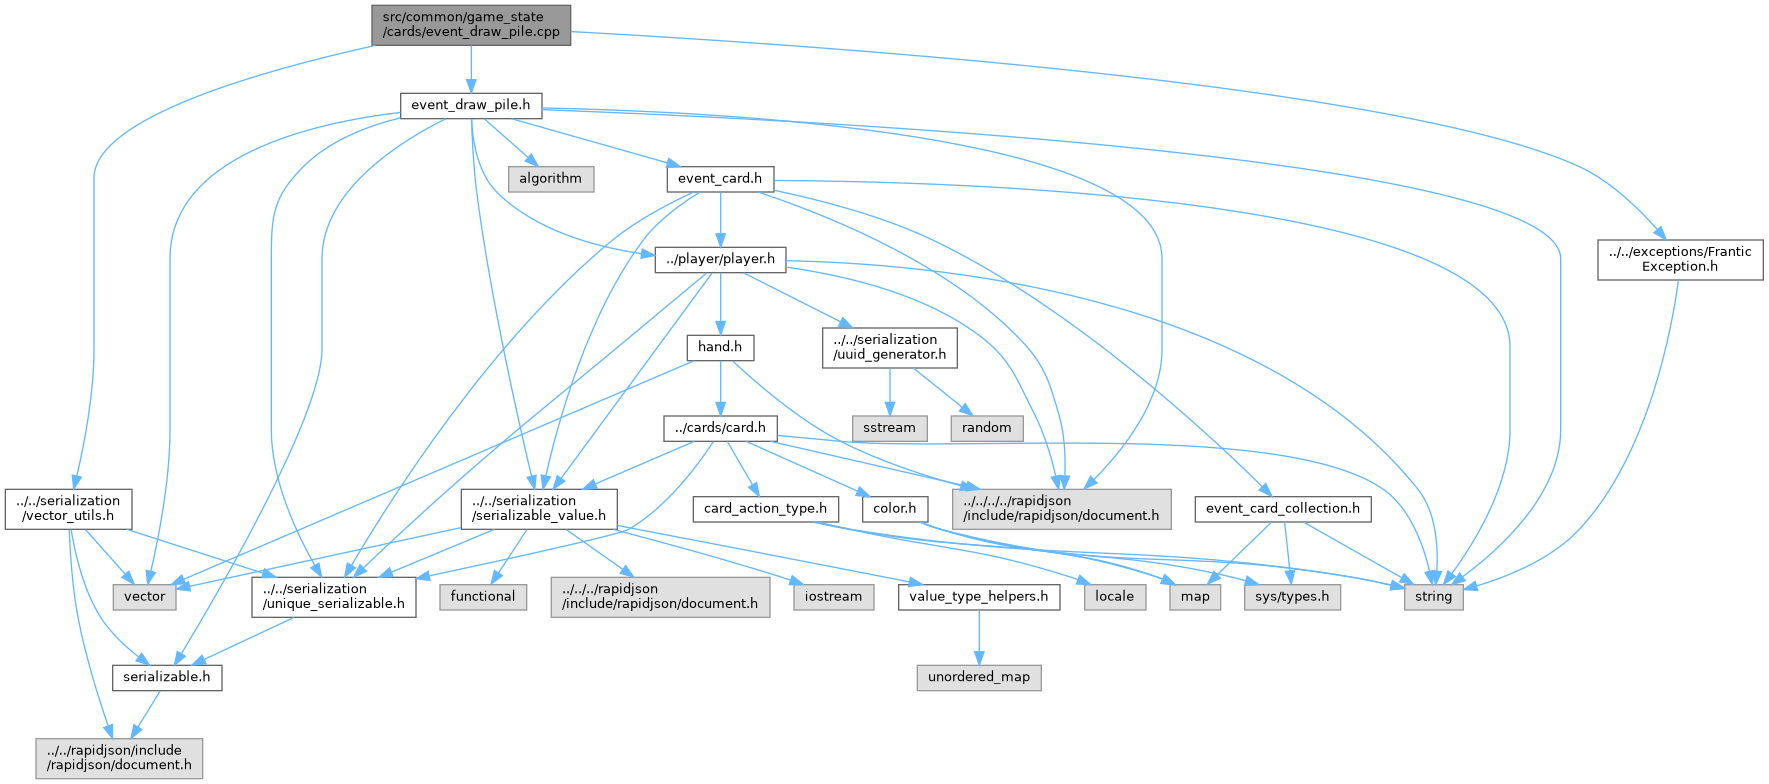 src/common/game_state
/cards/event_draw_pile.cpp
event_draw_pile.h
algorithm
event_card.h
../player/player.h
../../exceptions/Frantic
Exception.h
hand.h
../../serialization
/uuid_generator.h
../cards/card.h
sstream
random
../../serialization
/vector_utils.h
../../serialization
/serializable_value.h
card_action_type.h
color.h
../../../../rapidjson
/include/rapidjson/document.h
event_card_collection.h
vector
../../serialization
/unique_serializable.h
functional
../../../rapidjson
/include/rapidjson/document.h
iostream
value_type_helpers.h
locale
map
sys/types.h
string
serializable.h
unordered_map
../../rapidjson/include
/rapidjson/document.h